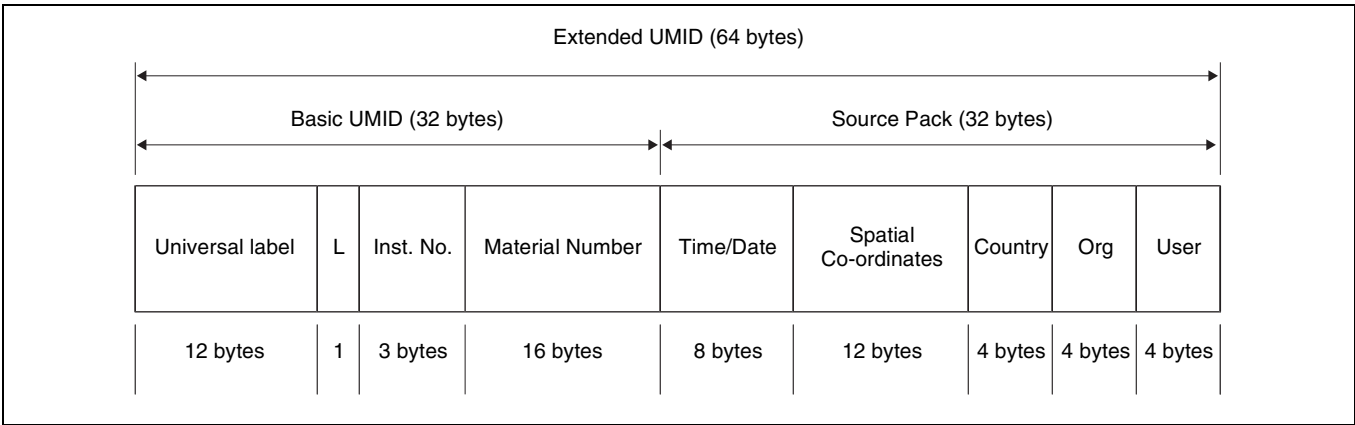 Extended UMID (64 bytes)
Basic UMID (32 bytes) Source Pack (32 bytes)
Universal label L Inst. No. Material Number Time/Date Spatial
Co-ordinates Country Org User
12 bytes 1 3 bytes 16 bytes 8 bytes 12 bytes 4 bytes 4 bytes 4 bytes